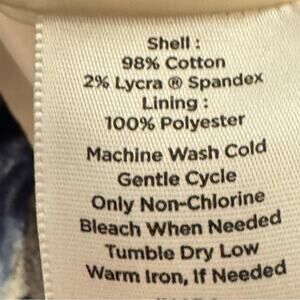 Shell :
98% Cotton
2% Lycra ® Spandex
Lining :
100% Polyester
Machine Wash Cold
Gentle Cycle
Only Non-Chlorine
Bleach When Needed
Tumble Dry Low
Warm Iron, If Needed